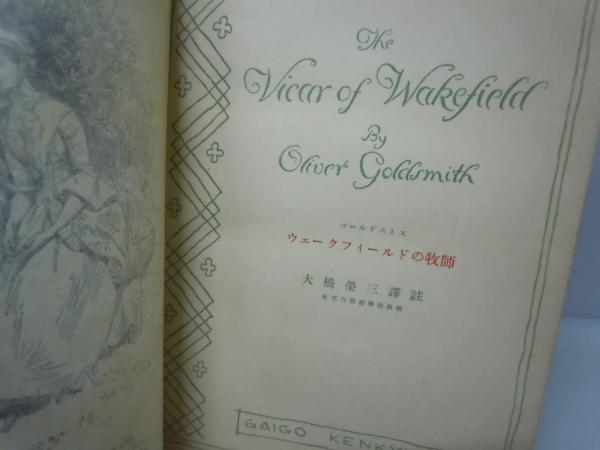 The
Vicar of Wakefield
By
Oliver Goldsmith
ゴールドスミス
ウェークフィールドの牧師
大橋榮三譯註
GAIGO KENKY